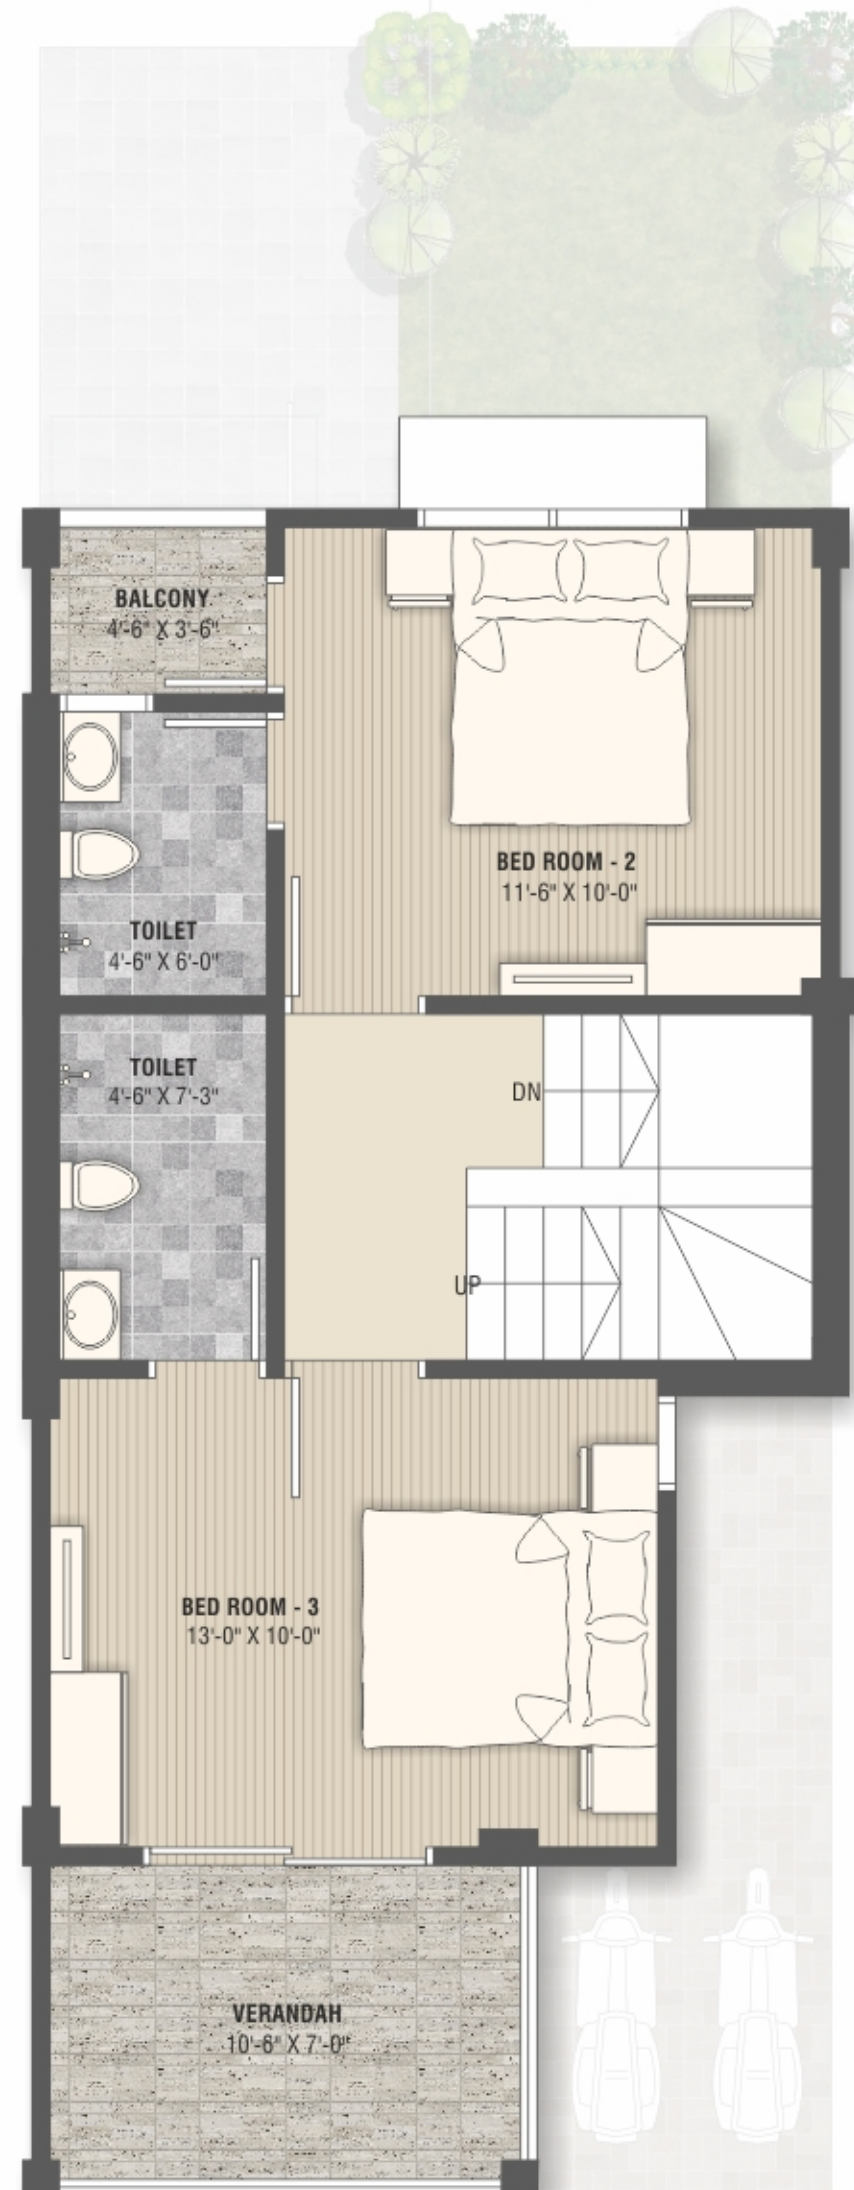 BALCONY
4'-6" X 3'-6"
BED ROOM - 2
11'-6" X 10'-0"
TOILET
4'-6" X 6'-0"
TOILET
4'-6" X 7'-3"
DN
UP
BED ROOM - 3
13'-0" X 10'-0"
VERANDAH
10'-6" X 7'-0"